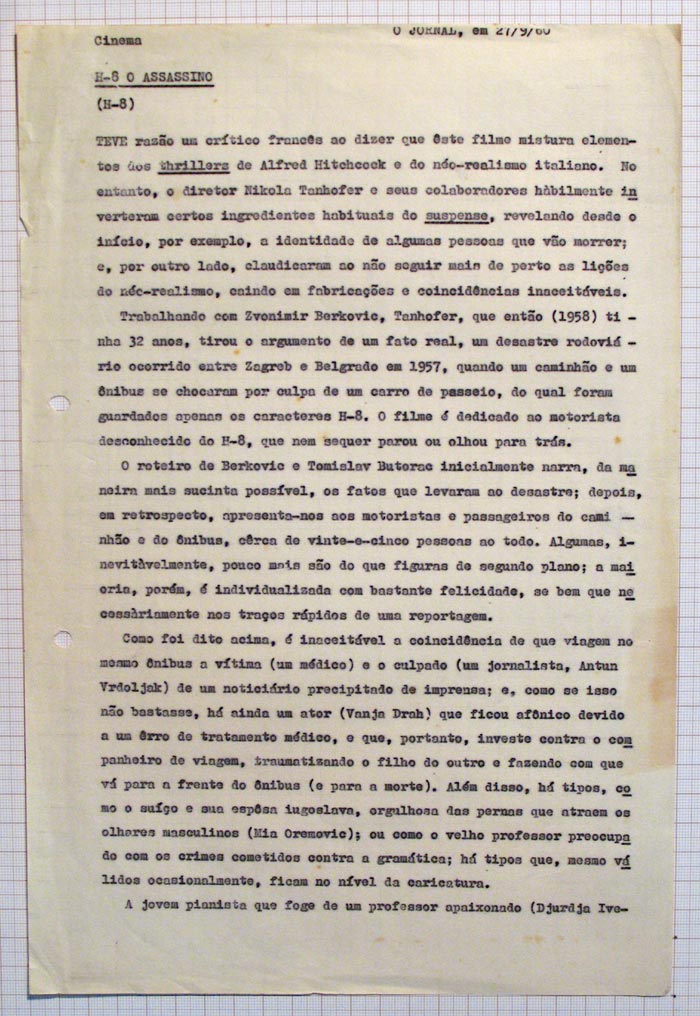 O JORNAL, em 27/9/60
Cinema
H-8 O ASSASSINO
(H-8)
TEVE razão um crítico francês ao dizer que êste filme mistura elemen-
tos dos thrillers de Alfred Hitchcock e do néo-realismo italiano. No
entanto, o diretor Nikola Tanhofer e seus colaboradores hàbilmente in
verteram certos ingredientes habituais do suspense, revelando desde o
início, por exemplo, a identidade de algumas pessoas que vão morrer;
e, por outro lado, claudicaram ao não seguir mais de perto as lições
do néo-realismo, caindo em fabricações e coincidências inaceitáveis.
Trabalhando com Zvonimir Berkovic, Tanhofer, que então (1958) ti -
nha 32 anos, tirou o argumento de um fato real, um desastre rodoviá -
rio ocorrido entre Zagreb e Belgrado em 1957, quando um caminhão e um
ônibus se chocaram por culpa de um carro de passeio, do qual foram
guardados apenas os caracteres H-8. O filme é dedicado ao motorista
desconhecido do H-8, que nem sequer parou ou olhou para trás.
O roteiro de Berkovic e Tomislav Butorac inicialmente narra, da ma
neira mais sucinta possível, os fatos que levaram ao desastre; depois,
em retrospecto, apresenta-nos aos motoristas e passageiros do cami —
nhão e do ônibus, cêrca de vinte-e-cinco pessoas ao todo. Algumas, i-
nevitàvelmente, pouco mais são do que figuras de segundo plano; a mai
oria, porém, é individualizada com bastante felicidade, se bem que ne
cessàriamente nos traços rápidos de uma reportagem.
Como foi dito acima, é inaceitável a coincidência de que viagem no
mesmo ônibus a vítima (um médico) e o culpado (um jornalista, Antun
Vrdoljak) de um noticiário precipitado de imprensa; e, como se isso
não bastasse, há ainda um ator (Vanja Drah) que ficou afônico devido
a um êrro de tratamento médico, e que, portanto, investe contra o com
panheiro de viagem, traumatizando o filho do outro e fazendo com que
vá para a frente do ônibus (e para a morte). Além disso, há tipos, co
mo o suíço e sua espôsa iugoslava, orgulhosa das pernas que atraem os
olhares masculinos (Mia Oremovic); ou como o velho professor preocupa
do com os crimes cometidos contra a gramática; há tipos que, mesmo vá
lidos ocasionalmente, ficam no nível da caricatura.
A jovem pianista que foge de um professor apaixonado (Djurdja Ive-